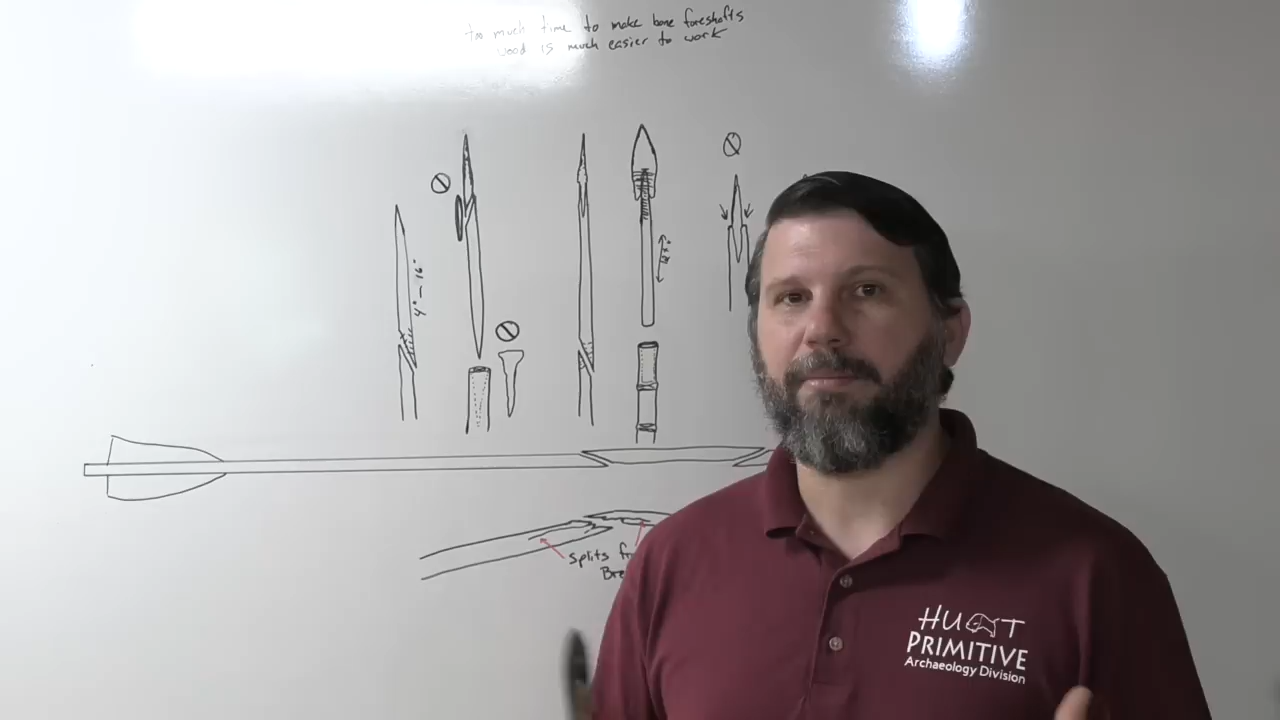 too much time to make bone foreshafts
wood is much easier to work
4"–16"
splits
HUNT
PRIMITIVE
Archaeology Division